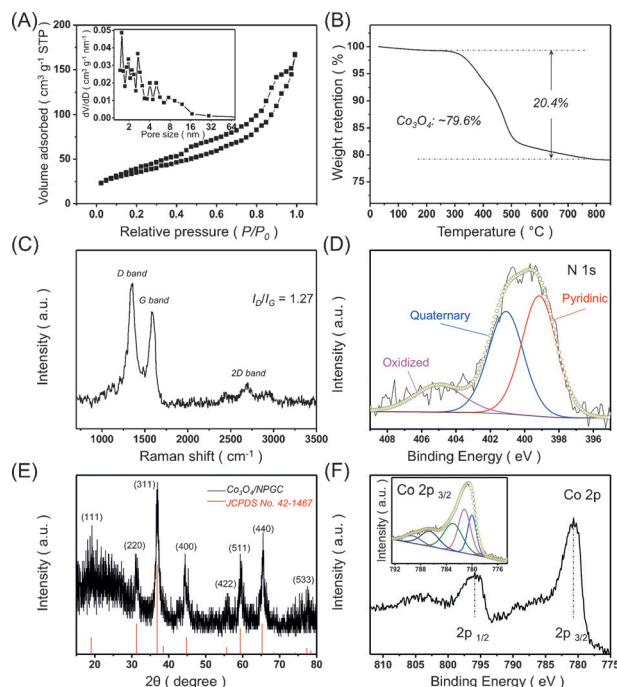 (A)
Volume adsorbed ( cm³ g⁻¹ STP )
200
150
100
50
0
0.0 0.2 0.4 0.6 0.8 1.0
Relative pressure ( P/P₀ )
dV/dD ( cm³ g⁻¹ nm⁻¹ )
0.05
0.04
0.03
0.02
0.01
0.00
2 4 8 16 32 64
Pore size ( nm )
(B)
Weight retention ( % )
100
95
90
85
80
75
0 200 400 600 800
Temperature ( °C )
Co₃O₄: ~79.6%
20.4%
(C)
Intensity ( a.u. )
D band
G band
2D band
I_D/I_G = 1.27
1000 1500 2000 2500 3000 3500
Raman shift ( cm⁻¹ )
(D)
Intensity ( a.u. )
N 1s
Pyridinic
Quaternary
Oxidized
408 406 404 402 400 398 396
Binding Energy ( eV )
(E)
Intensity ( a.u. )
Co₃O₄/NPGC
JCPDS No. 42-1467
(111)
(220)
(311)
(400)
(422)
(511)
(440)
(533)
20 30 40 50 60 70 80
2θ ( degree )
(F)
Intensity ( a.u. )
Co 2p 3/2
792 788 784 780 776
Co 2p
2p 1/2
2p 3/2
810 805 800 795 790 785 780 775
Binding Energy ( eV )